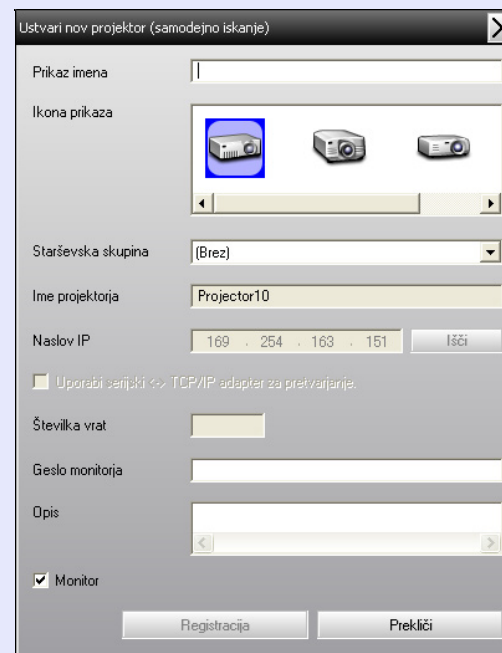 Ustvari nov projektor (samodejno iskanje)
Prikaz imena
Ikona prikaza
Starševska skupina (Brez)
Ime projektorja Projector10
Naslov IP 169 . 254 . 163 . 151 Išči
Uporabi serijski <-> TCP/IP adapter za pretvarjanje.
Številka vrat
Geslo monitorja
Opis
Monitor
Registracija Prekliči